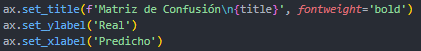 ax.set_title(f'Matriz de Confusión\n{title}', fontweight='bold')
ax.set_ylabel('Real')
ax.set_xlabel('Predicho')